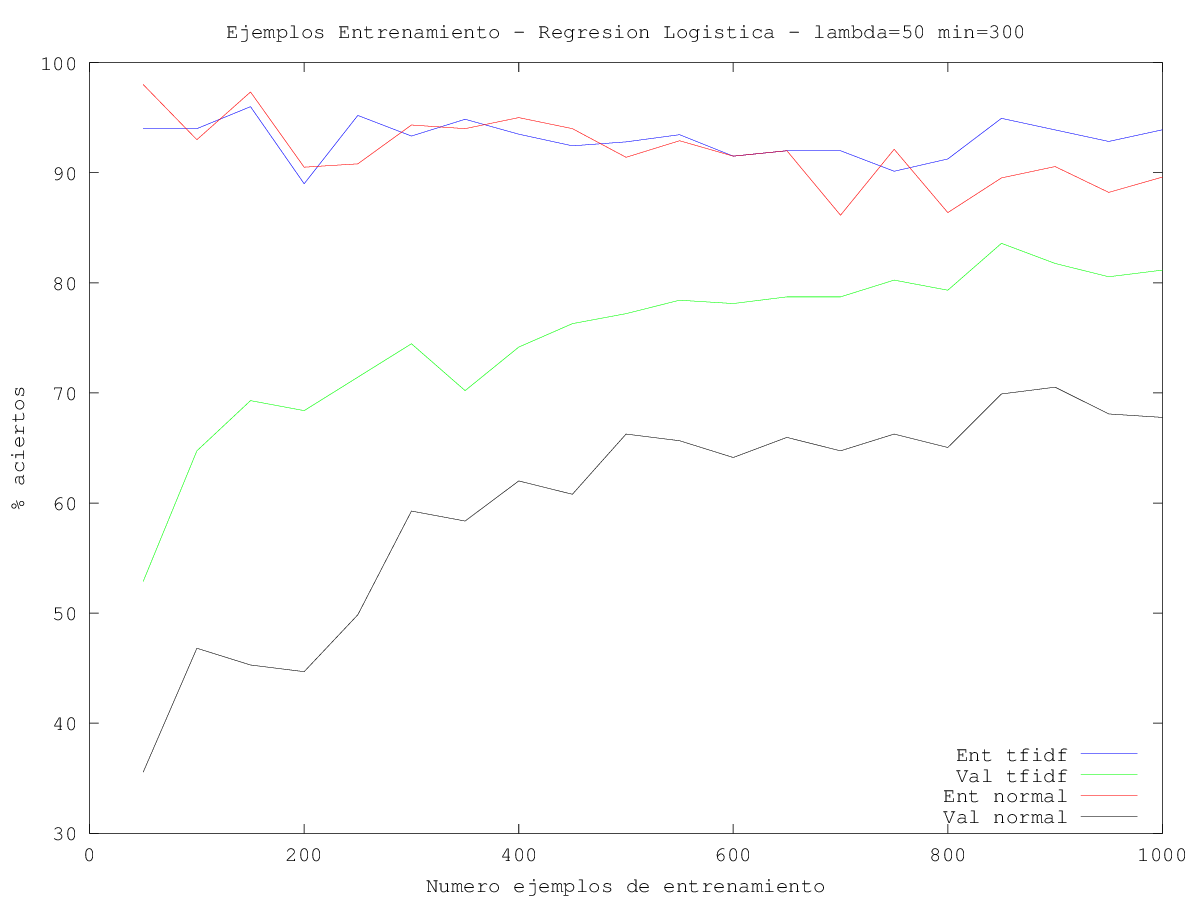 Ejemplos Entrenamiento - Regresion Logistica - lambda=50 min=300
100
90
80
70
60
50
40
30
% aciertos
Ent tfidf
Val tfidf
Ent normal
Val normal
0 200 400 600 800 1000
Numero ejemplos de entrenamiento